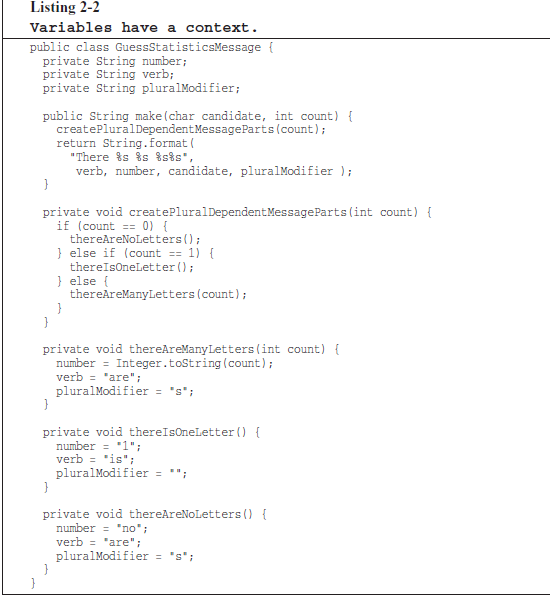 Listing 2-2
Variables have a context.
public class GuessStatisticsMessage {
private String number;
private String verb;
private String pluralModifier;
public String make(char candidate, int count) {
createPluralDependentMessageParts(count);
return String.format(
"There %s %s %s%s",
verb, number, candidate, pluralModifier );
}
private void createPluralDependentMessageParts(int count) {
if (count == 0) {
thereAreNoLetters();
} else if (count == 1) {
thereIsOneLetter();
} else {
thereAreManyLetters(count);
}
}
private void thereAreManyLetters(int count) {
number = Integer.toString(count);
verb = "are";
pluralModifier = "s";
}
private void thereIsOneLetter() {
number = "1";
verb = "is";
pluralModifier = "";
}
private void thereAreNoLetters() {
number = "no";
verb = "are";
pluralModifier = "s";
}
}